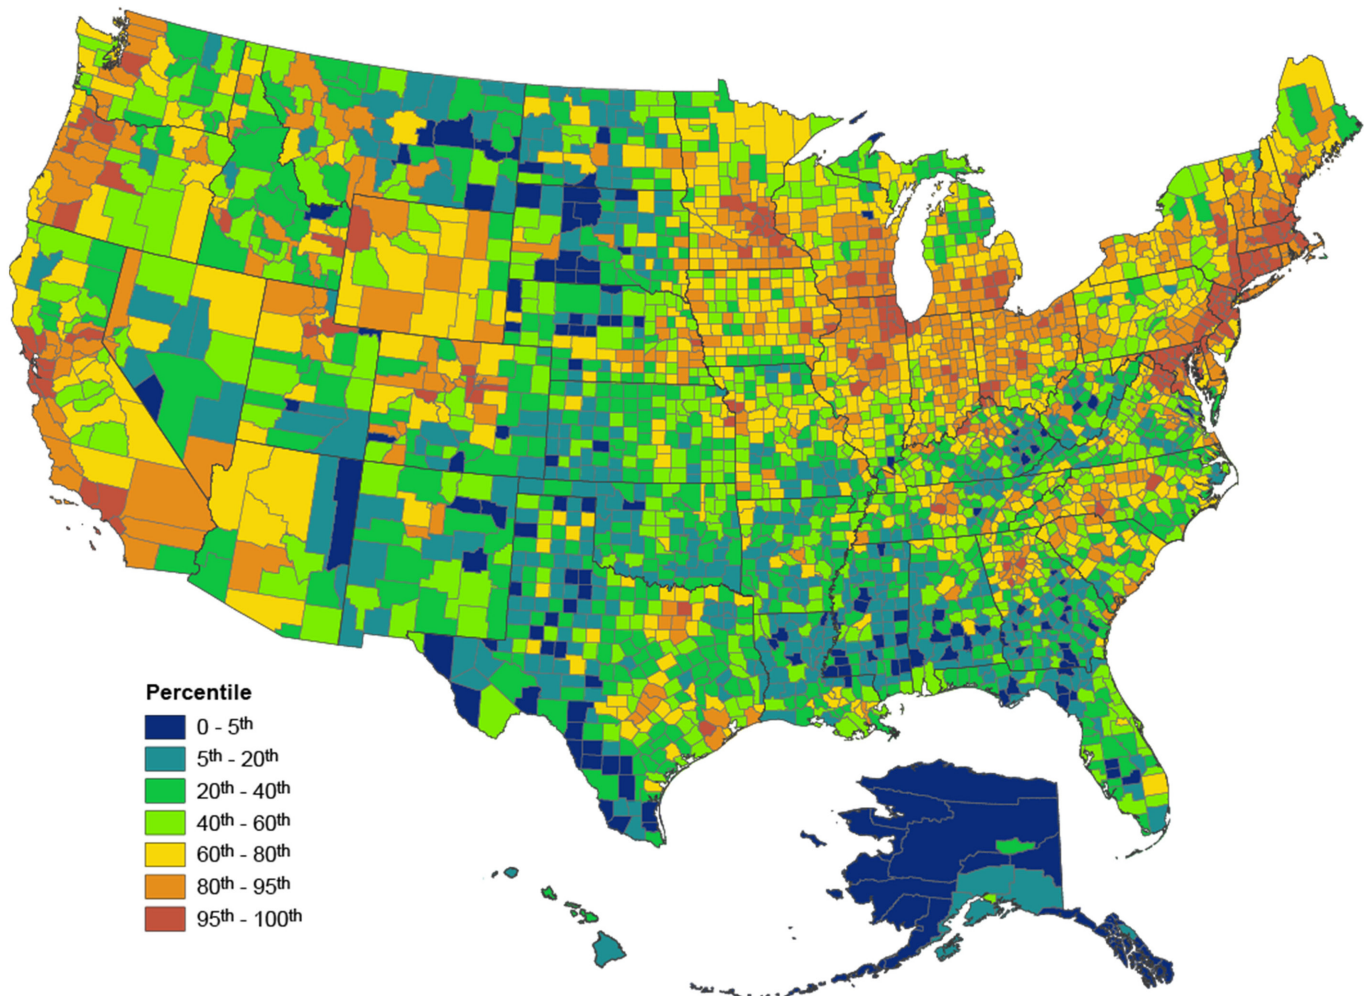 Percentile
0 - 5th
5th - 20th
20th - 40th
40th - 60th
60th - 80th
80th - 95th
95th - 100th